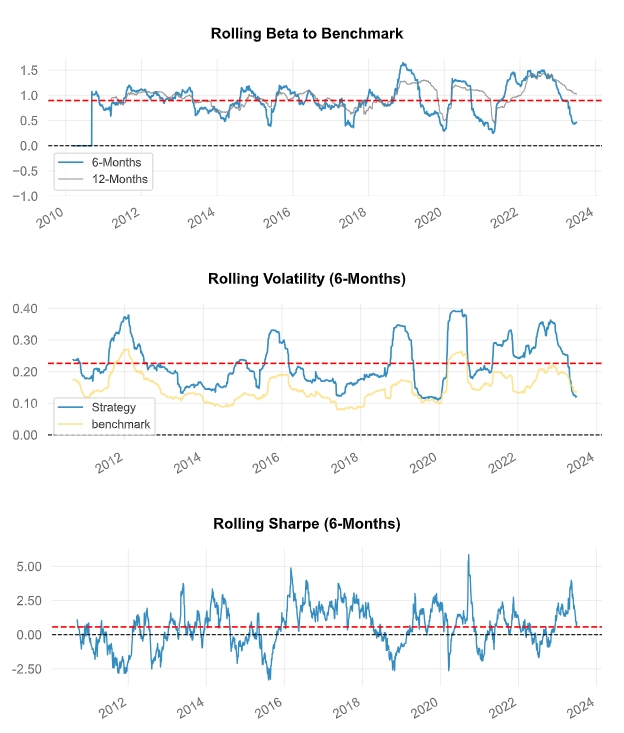 Rolling Beta to Benchmark
1.5
1.0
0.5
0.0
−0.5
−1.0
6-Months
12-Months
2010 2012 2014 2016 2018 2020 2022 2024
Rolling Volatility (6-Months)
0.40
0.30
0.20
0.10
0.00
Strategy
benchmark
2012 2014 2016 2018 2020 2022 2024
Rolling Sharpe (6-Months)
5.00
2.50
0.00
-2.50
2012 2014 2016 2018 2020 2022 2024